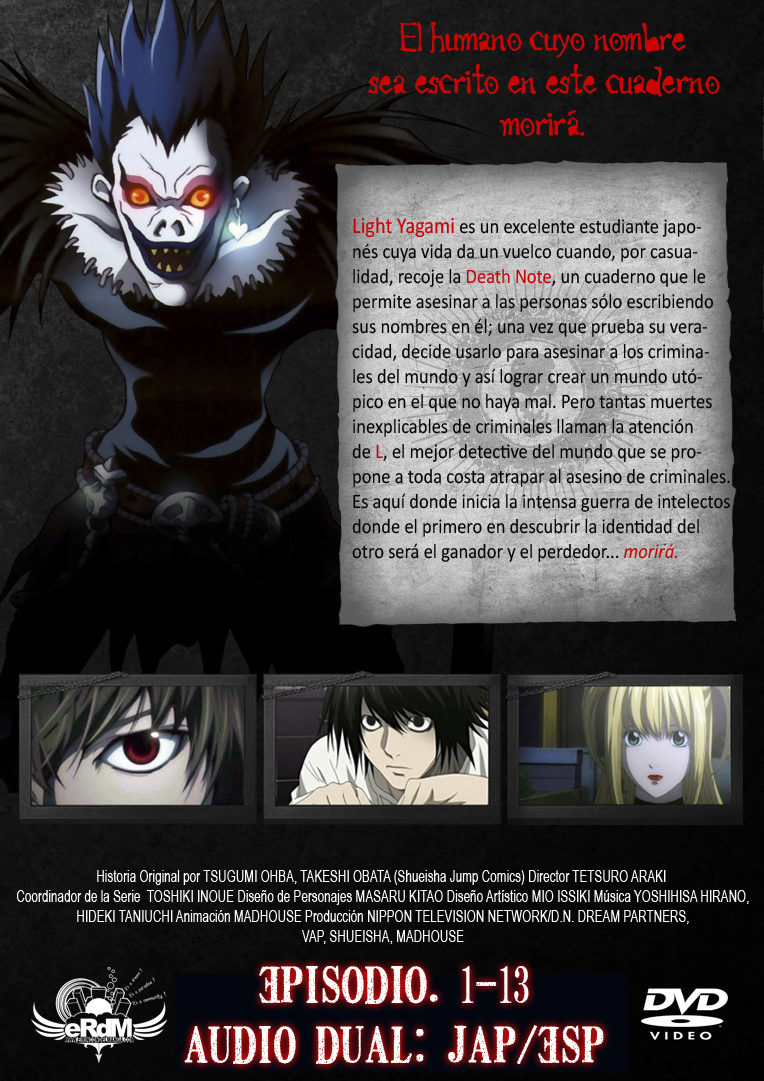 El humano cuyo nombre
sea escrito en este cuaderno
morirá.
Light Yagami es un excelente estudiante japo-
nés cuya vida da un vuelco cuando, por casua-
lidad, recoje la Death Note, un cuaderno que le
permite asesinar a las personas sólo escribiendo
sus nombres en él; una vez que prueba su vera-
cidad, decide usarlo para asesinar a los crimina-
les del mundo y así lograr crear un mundo utó-
pico en el que no haya mal. Pero tantas muertes
inexplicables de criminales llaman la atención
de L, el mejor detective del mundo que se pro-
pone a toda costa atrapar al asesino de criminales.
Es aquí donde inicia la intensa guerra de intelectos
donde el primero en descubrir la identidad del
otro será el ganador y el perdedor... morirá.
Historia Original por TSUGUMI OHBA, TAKESHI OBATA (Shueisha Jump Comics) Director TETSURO ARAKI
Coordinador de la Serie TOSHIKI INOUE Diseño de Personajes MASARU KITAO Diseño Artístico MIO ISSIKI Música YOSHIHISA HIRANO,
HIDEKI TANIUCHI Animación MADHOUSE Producción NIPPON TELEVISION NETWORK/D.N. DREAM PARTNERS,
VAP, SHUEISHA, MADHOUSE
EPISODIO. 1-13
AUDIO DUAL: JAP/ESP
eRdM
WWW.ELRINCONDELMANGA.COM
DVD
VIDEO